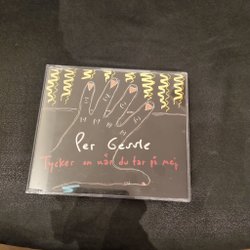 Per Gessle
Tycker om när du tar på mej